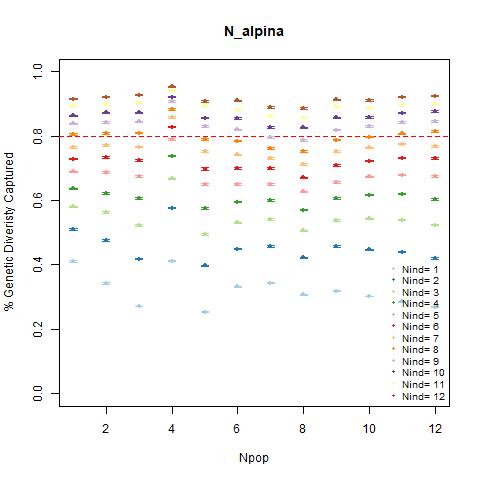 N_alpina
% Genetic Diveristy Captured
1.0
0.8
0.6
0.4
0.2
0.0
Nind= 1
Nind= 2
Nind= 3
Nind= 4
Nind= 5
Nind= 6
Nind= 7
Nind= 8
Nind= 9
Nind= 10
Nind= 11
Nind= 12
2 4 6 8 10 12
Npop